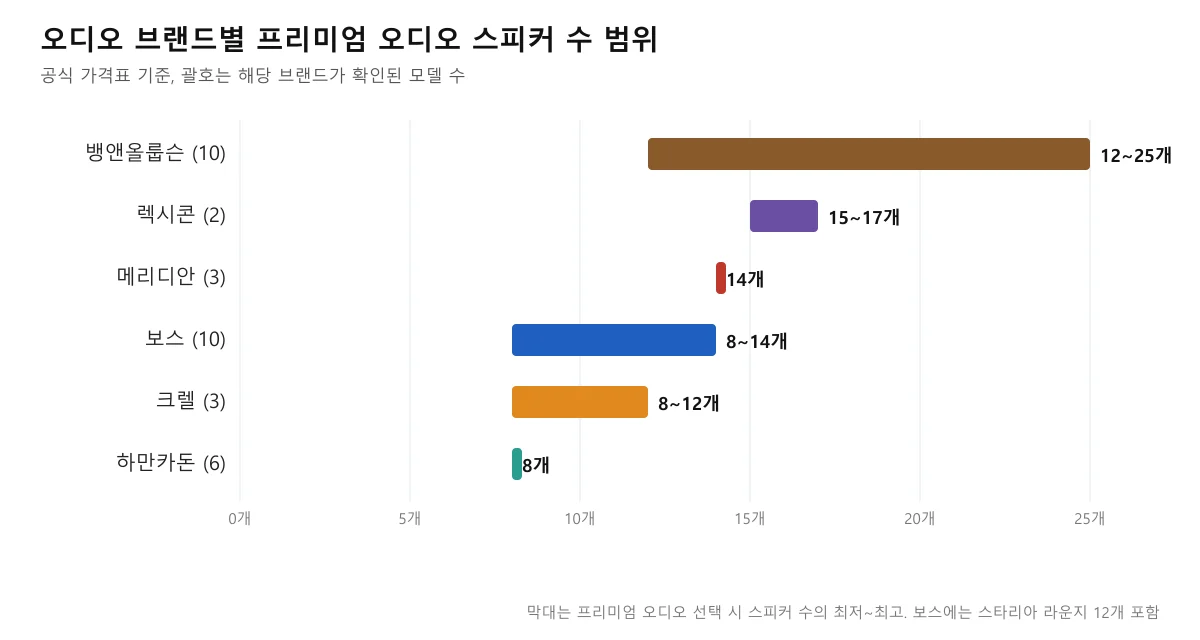 오디오 브랜드별 프리미엄 오디오 스피커 수 범위
공식 가격표 기준, 괄호는 해당 브랜드가 확인된 모델 수
뱅앤올룹슨 (10)
12~25개
렉시콘 (2)
15~17개
메리디안 (3)
14개
보스 (10)
8~14개
크렐 (3)
8~12개
하만카돈 (6)
8개
0개 5개 10개 15개 20개 25개
막대는 프리미엄 오디오 선택 시 스피커 수의 최저~최고. 보스에는 스타리아 라운지 12개 포함